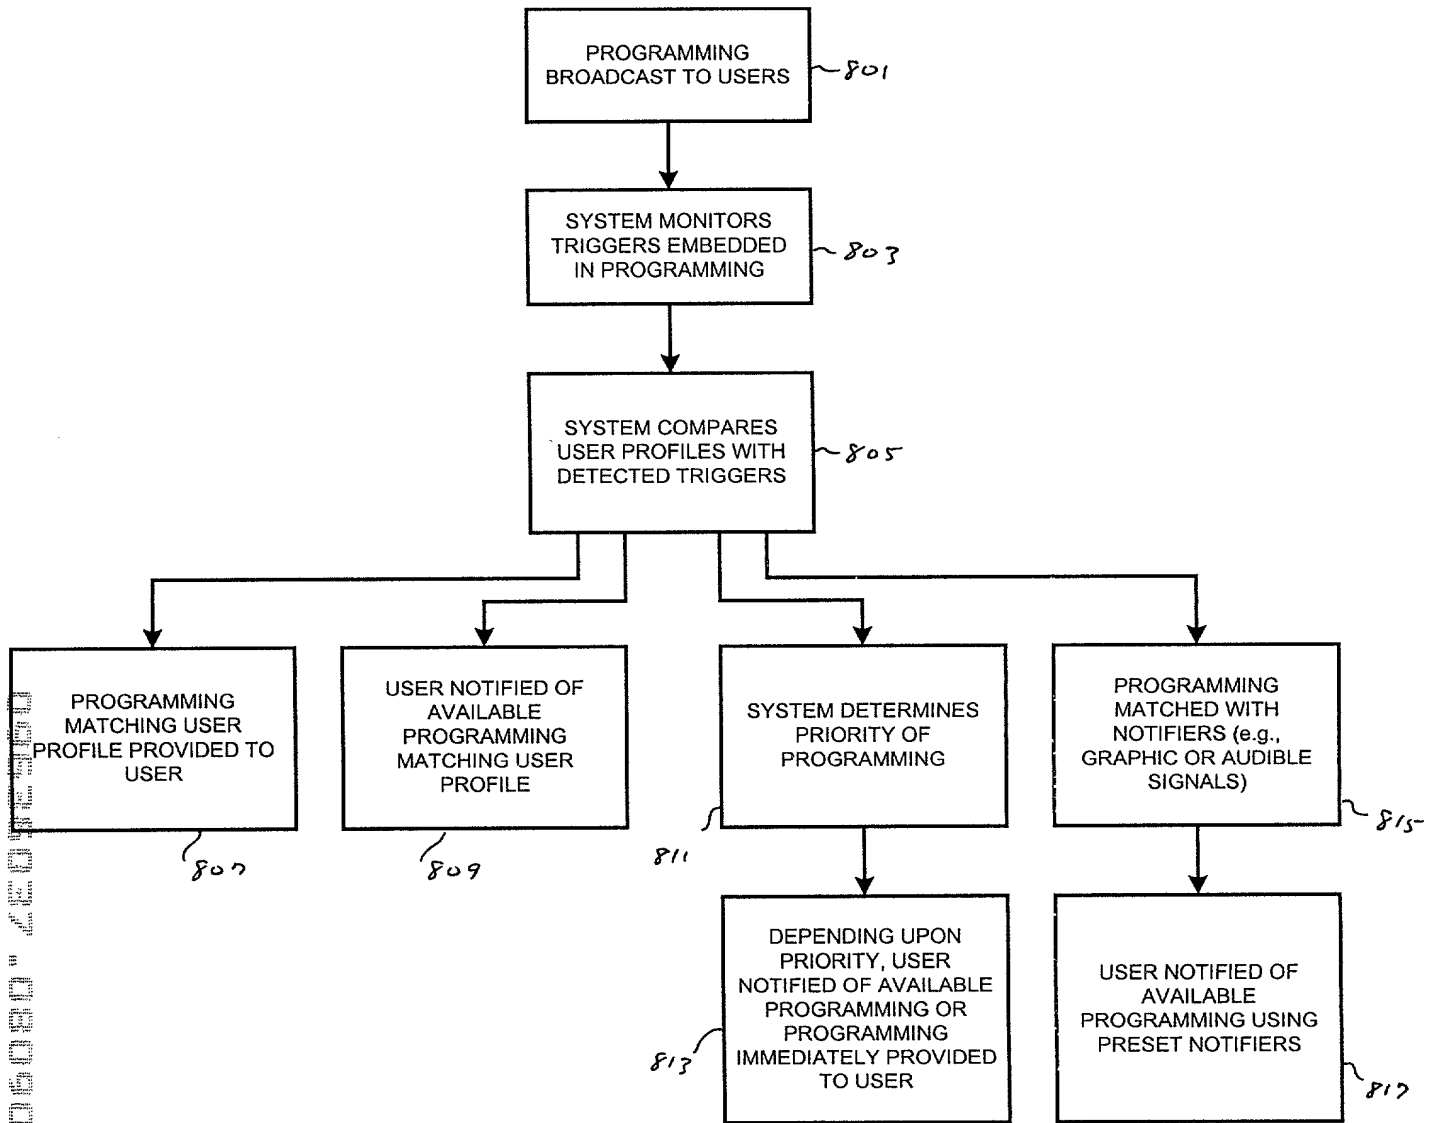 PROGRAMMING
BROADCAST TO USERS
801
SYSTEM MONITORS
TRIGGERS EMBEDDED
IN PROGRAMMING
803
SYSTEM COMPARES
USER PROFILES WITH
DETECTED TRIGGERS
805
PROGRAMMING
MATCHING USER
PROFILE PROVIDED TO
USER
807
USER NOTIFIED OF
AVAILABLE
PROGRAMMING
MATCHING USER
PROFILE
809
SYSTEM DETERMINES
PRIORITY OF
PROGRAMMING
811
PROGRAMMING
MATCHED WITH
NOTIFIERS (e.g.,
GRAPHIC OR AUDIBLE
SIGNALS)
815
DEPENDING UPON
PRIORITY, USER
NOTIFIED OF AVAILABLE
PROGRAMMING OR
PROGRAMMING
IMMEDIATELY PROVIDED
TO USER
813
USER NOTIFIED OF
AVAILABLE
PROGRAMMING USING
PRESET NOTIFIERS
817